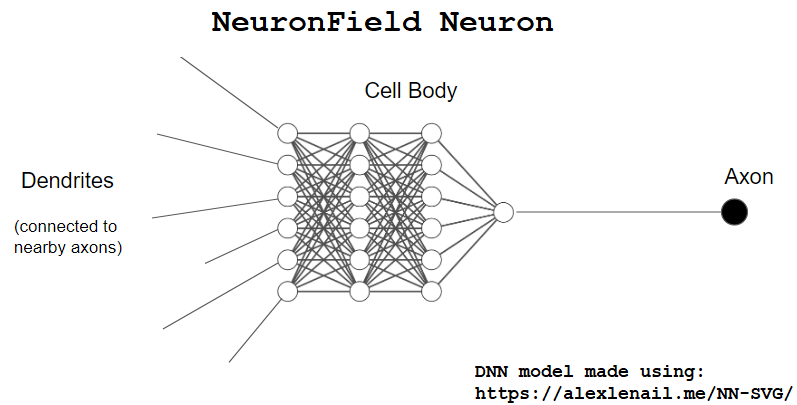 NeuronField Neuron
Cell Body
Dendrites
(connected to
nearby axons)
Axon
DNN model made using:
https://alexlenail.me/NN-SVG/